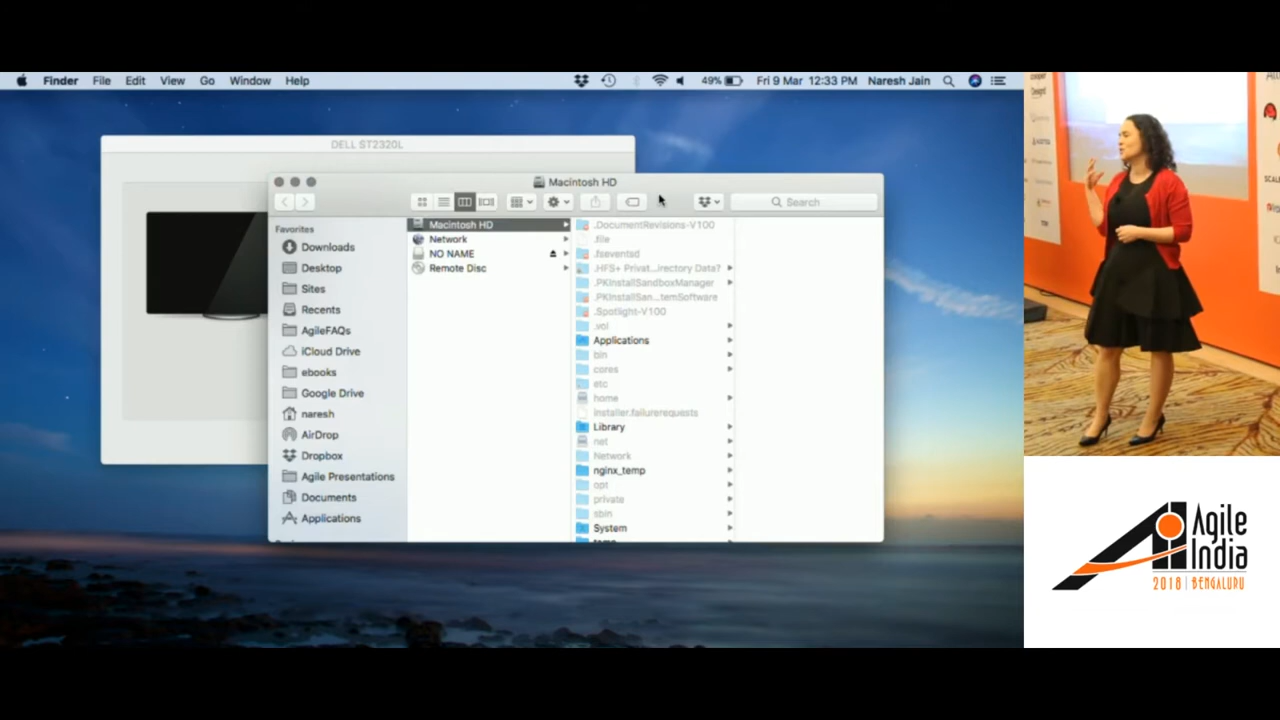 Finder File Edit View Go Window Help 49% Fri 9 Mar 12:33 PM Naresh Jain
DELL ST2320L
Macintosh HD
Search
Favorites
Downloads
Desktop
Sites
Recents
AgileFAQs
iCloud Drive
ebooks
Google Drive
naresh
AirDrop
Dropbox
Agile Presentations
Documents
Applications
Macintosh HD
Network
NO NAME
Remote Disc
.DocumentRevisions-V100
.file
.fseventsd
.HFS+ Privat...irectory Data?
.PKInstallSandboxManager
.PKInstallSan...temSoftware
.Spotlight-V100
.vol
Applications
bin
cores
etc
home
installer.failurerequests
Library
net
Network
nginx_temp
opt
private
sbin
System
Agile
India
2018 | BENGALURU